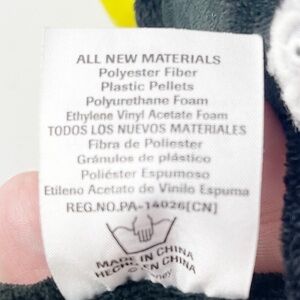 ALL NEW MATERIALS
Polyester Fiber
Plastic Pellets
Polyurethane Foam
Ethylene Vinyl Acetate Foam
TODOS LOS NUEVOS MATERIALES
Fibra de Poliester
Gránulos de plástico
Poliéster Espumoso
Etileno Acetato de Vinilo Espuma
REG.NO.PA-14026[CN]
MADE IN CHINA
HECHO EN CHINA